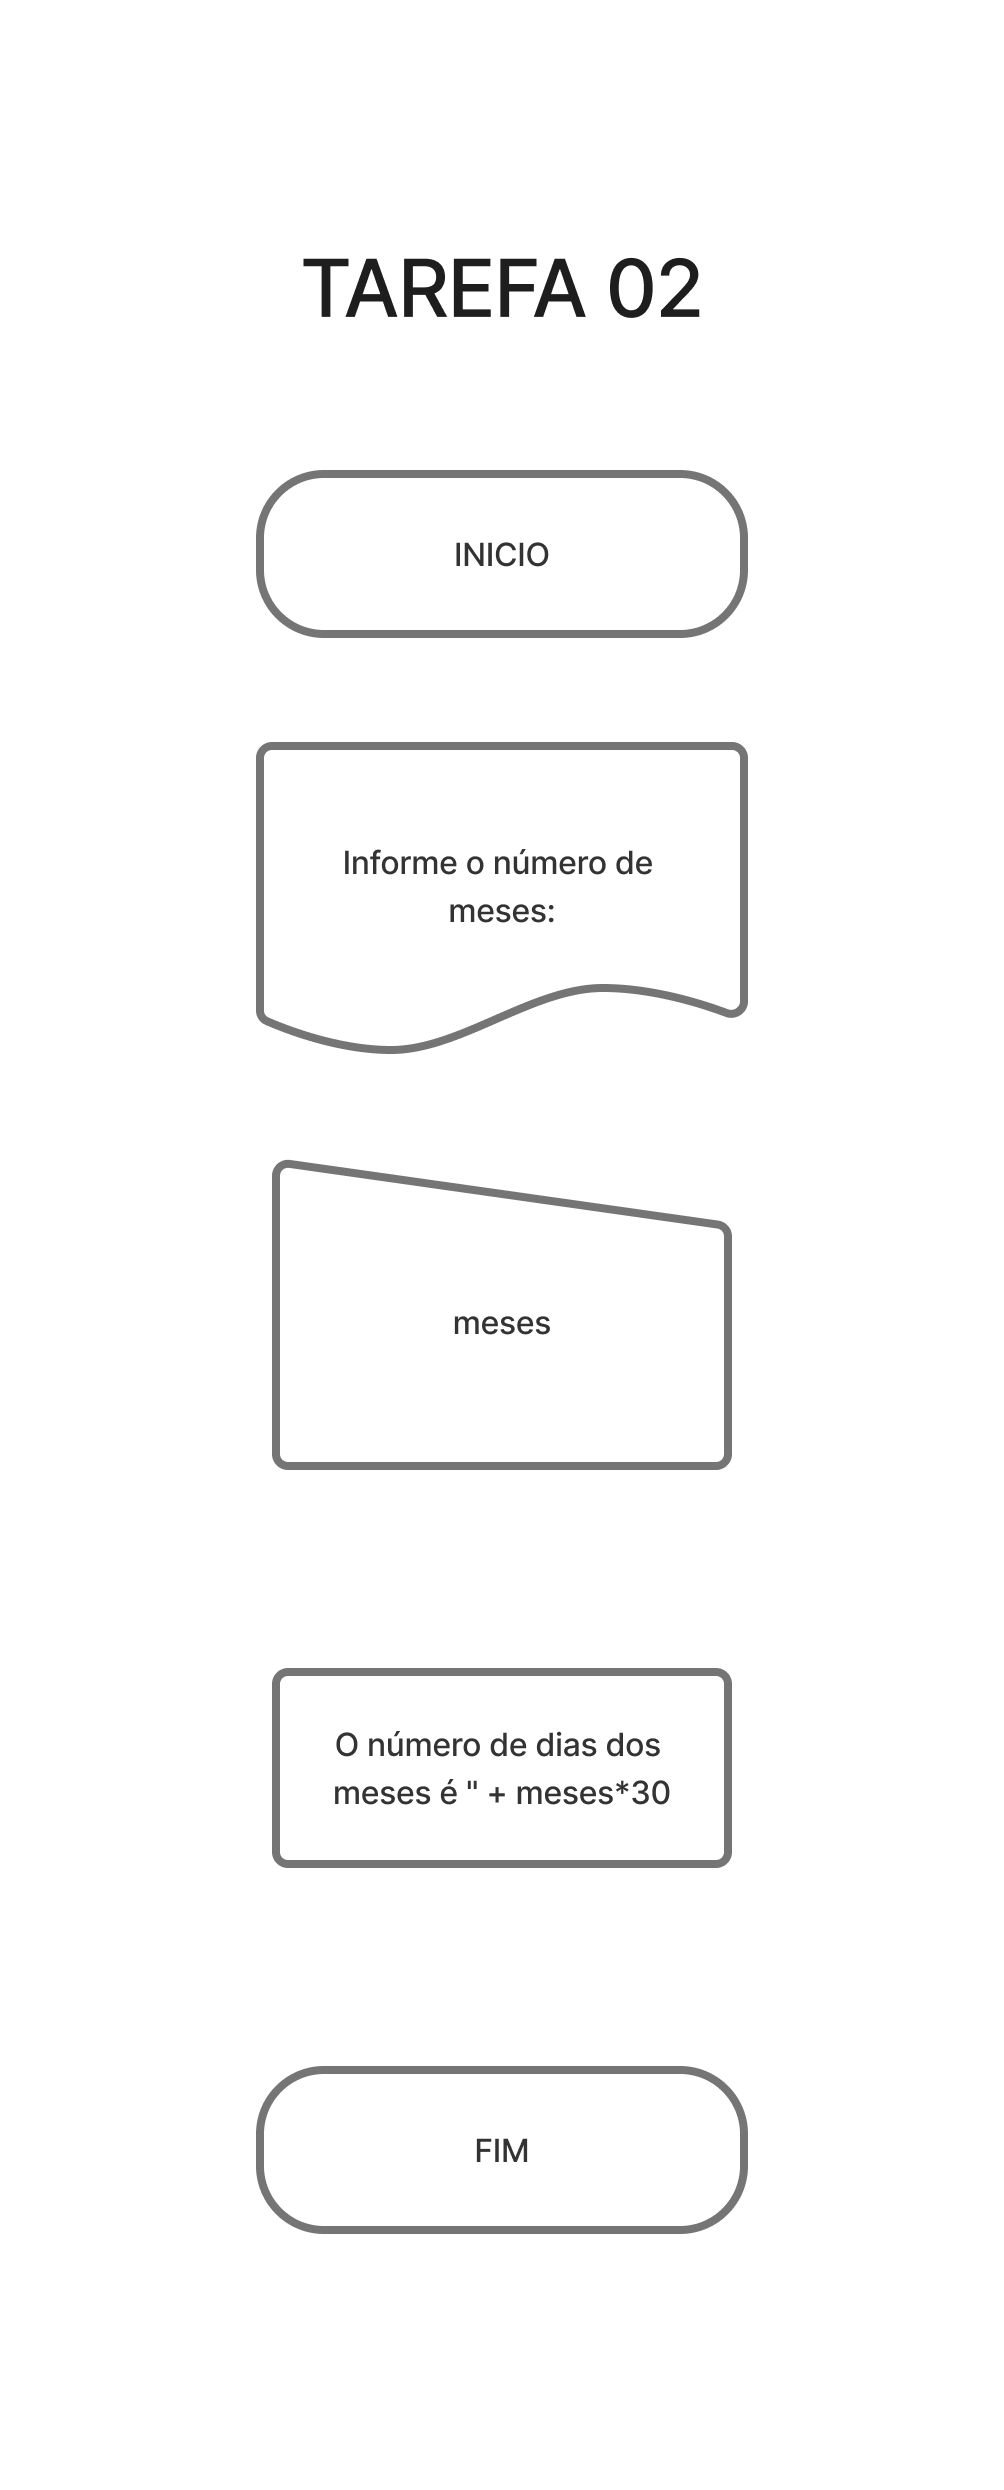 TAREFA 02
INICIO
Informe o número de
meses:
meses
O número de dias dos
meses é " + meses*30
FIM